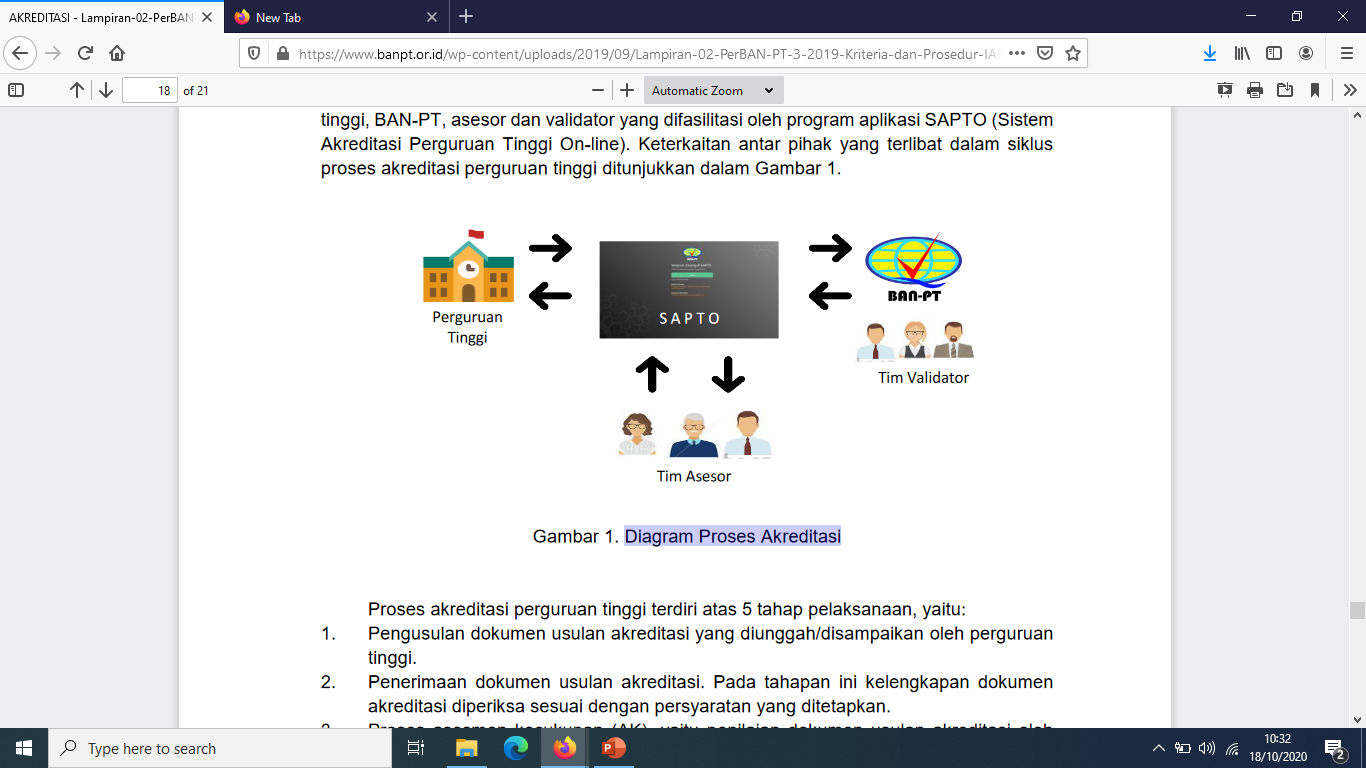 AKREDITASI - Lampiran-02-PerBAN
New Tab
https://www.banpt.or.id/wp-content/uploads/2019/09/Lampiran-02-PerBAN-PT-3-2019-Kriteria-dan-Prosedur-IA
18 of 21
Automatic Zoom
tinggi, BAN-PT, asesor dan validator yang difasilitasi oleh program aplikasi SAPTO (Sistem
Akreditasi Perguruan Tinggi On-line). Keterkaitan antar pihak yang terlibat dalam siklus
proses akreditasi perguruan tinggi ditunjukkan dalam Gambar 1.
Perguruan
Tinggi
BAN-PT
SAPTO
BAN-PT
Tim Validator
Tim Asesor
Gambar 1. Diagram Proses Akreditasi
Proses akreditasi perguruan tinggi terdiri atas 5 tahap pelaksanaan, yaitu:
1. Pengusulan dokumen usulan akreditasi yang diunggah/disampaikan oleh perguruan
tinggi.
2. Penerimaan dokumen usulan akreditasi. Pada tahapan ini kelengkapan dokumen
akreditasi diperiksa sesuai dengan persyaratan yang ditetapkan.
Type here to search
10:32
18/10/2020
2